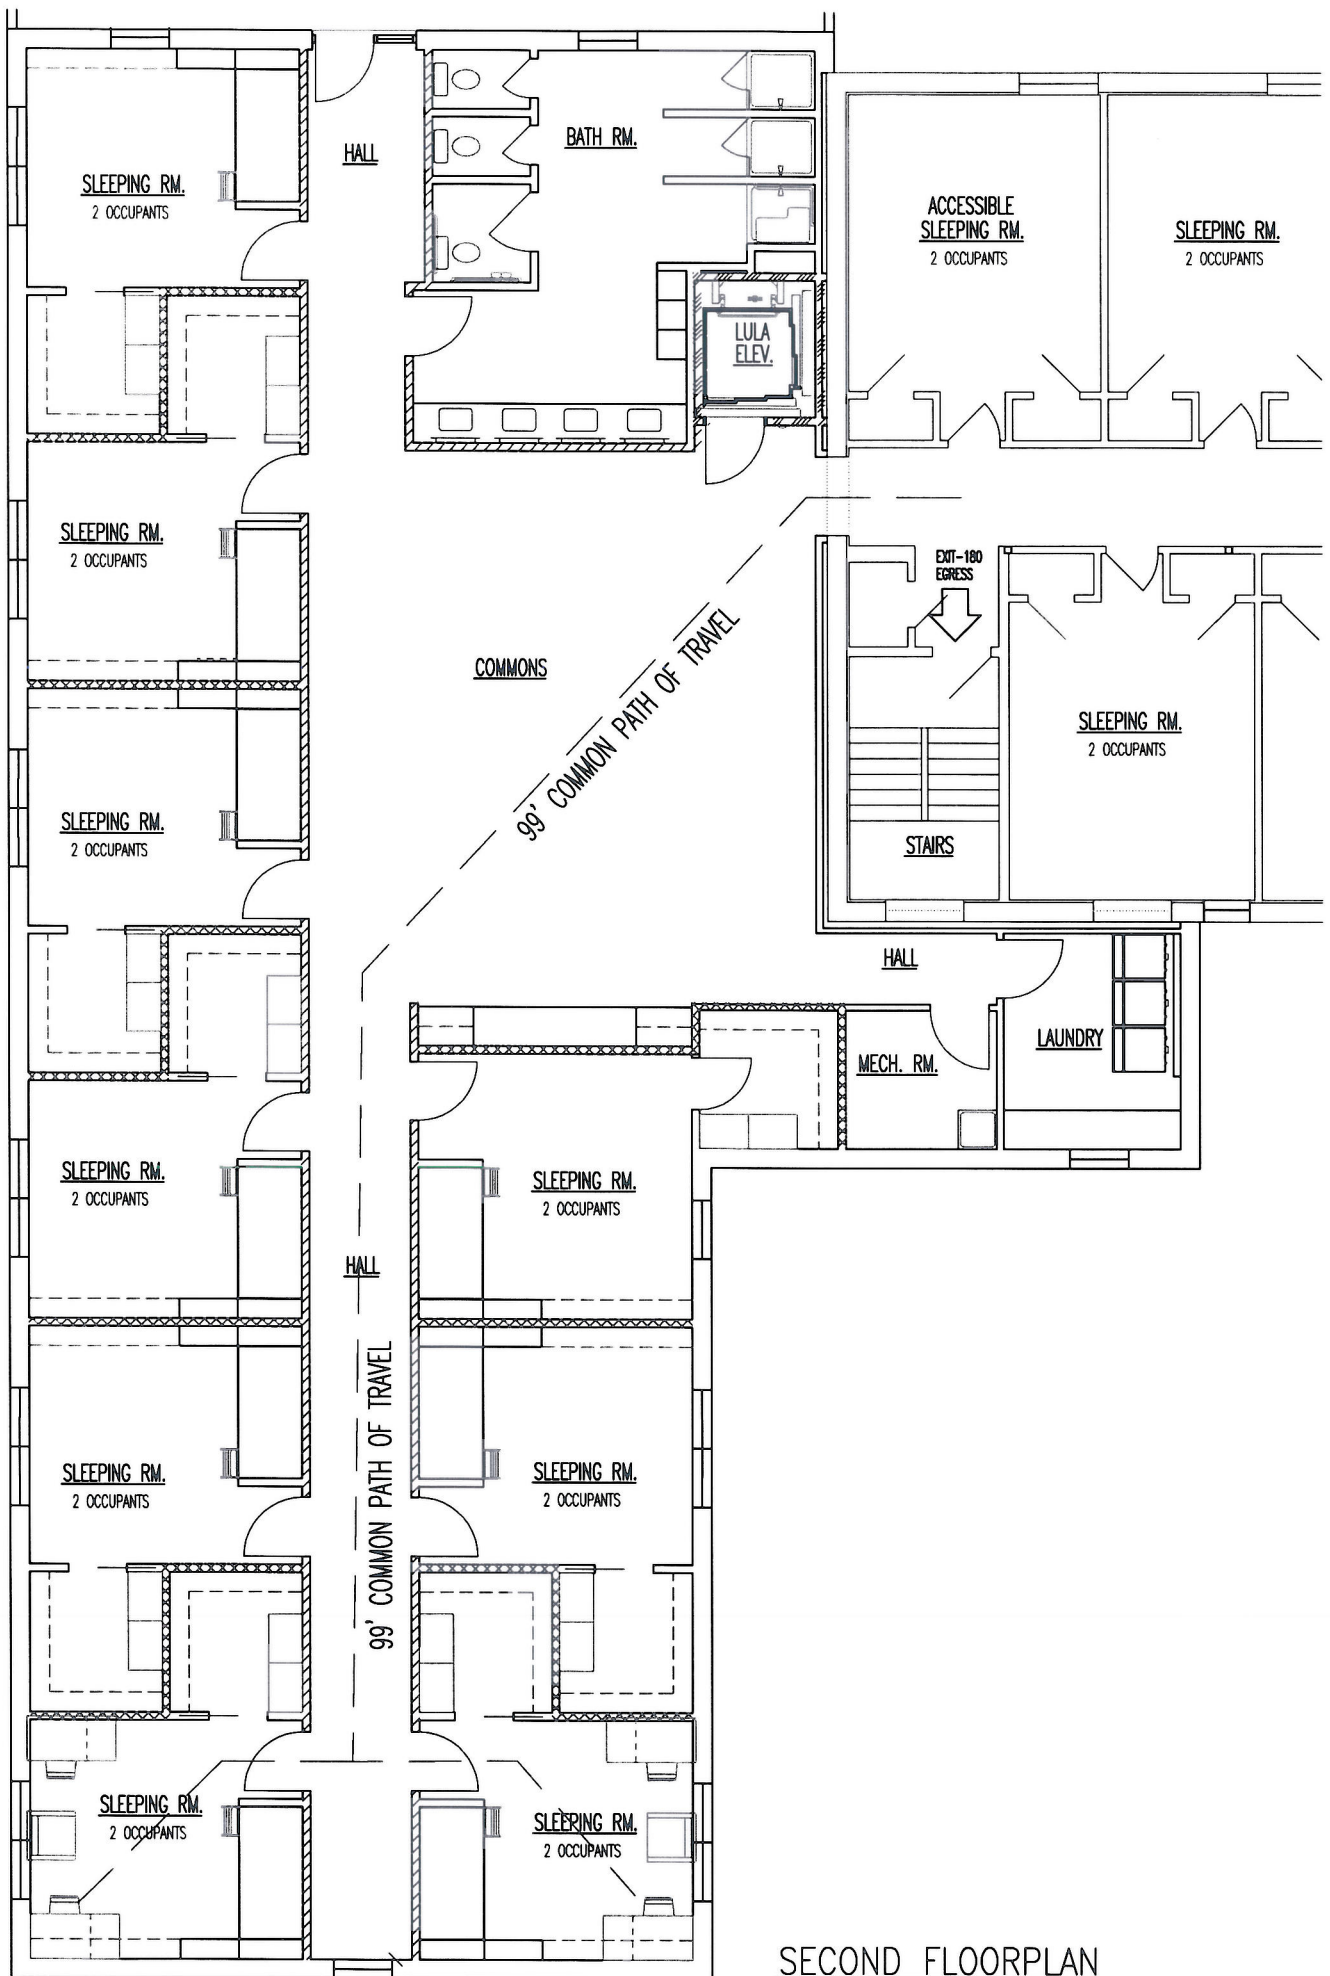 HALL
BATH RM.
SLEEPING RM.
2 OCCUPANTS
ACCESSIBLE
SLEEPING RM.
2 OCCUPANTS
SLEEPING RM.
2 OCCUPANTS
LULA
ELEV.
SLEEPING RM.
2 OCCUPANTS
EXIT-180
EGRESS
COMMONS
99' COMMON PATH OF TRAVEL
SLEEPING RM.
2 OCCUPANTS
SLEEPING RM.
2 OCCUPANTS
STAIRS
HALL
LAUNDRY
MECH. RM.
SLEEPING RM.
2 OCCUPANTS
SLEEPING RM.
2 OCCUPANTS
HALL
99' COMMON PATH OF TRAVEL
SLEEPING RM.
2 OCCUPANTS
SLEEPING RM.
2 OCCUPANTS
SLEEPING RM.
2 OCCUPANTS
SLEEPING RM.
2 OCCUPANTS
SECOND FLOORPLAN